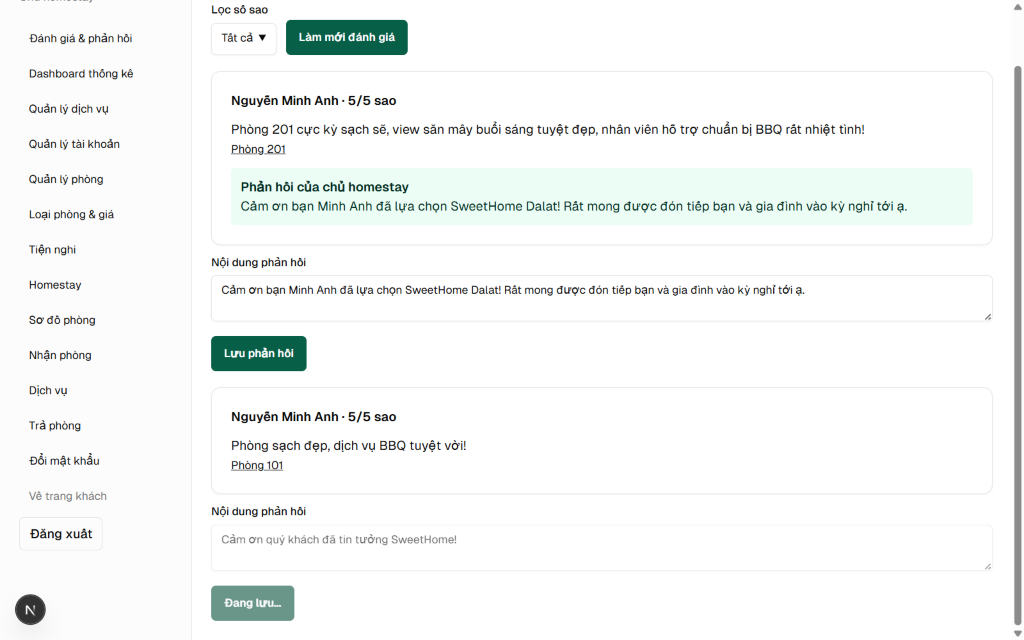 Chủ homestay
Đánh giá & phản hồi
Dashboard thống kê
Quản lý dịch vụ
Quản lý tài khoản
Quản lý phòng
Loại phòng & giá
Tiện nghi
Homestay
Sơ đồ phòng
Nhận phòng
Dịch vụ
Trả phòng
Đổi mật khẩu
Về trang khách
Đăng xuất
N
Lọc số sao
Tất cả ▼
Làm mới đánh giá
Nguyễn Minh Anh · 5/5 sao
Phòng 201 cực kỳ sạch sẽ, view săn mây buổi sáng tuyệt đẹp, nhân viên hỗ trợ chuẩn bị BBQ rất nhiệt tình!
Phòng 201
Phản hồi của chủ homestay
Cảm ơn bạn Minh Anh đã lựa chọn SweetHome Dalat! Rất mong được đón tiếp bạn và gia đình vào kỳ nghỉ tới ạ.
Nội dung phản hồi
Cảm ơn bạn Minh Anh đã lựa chọn SweetHome Dalat! Rất mong được đón tiếp bạn và gia đình vào kỳ nghỉ tới ạ.
Lưu phản hồi
Nguyễn Minh Anh · 5/5 sao
Phòng sạch đẹp, dịch vụ BBQ tuyệt vời!
Phòng 101
Nội dung phản hồi
Cảm ơn quý khách đã tin tưởng SweetHome!
Đang lưu...